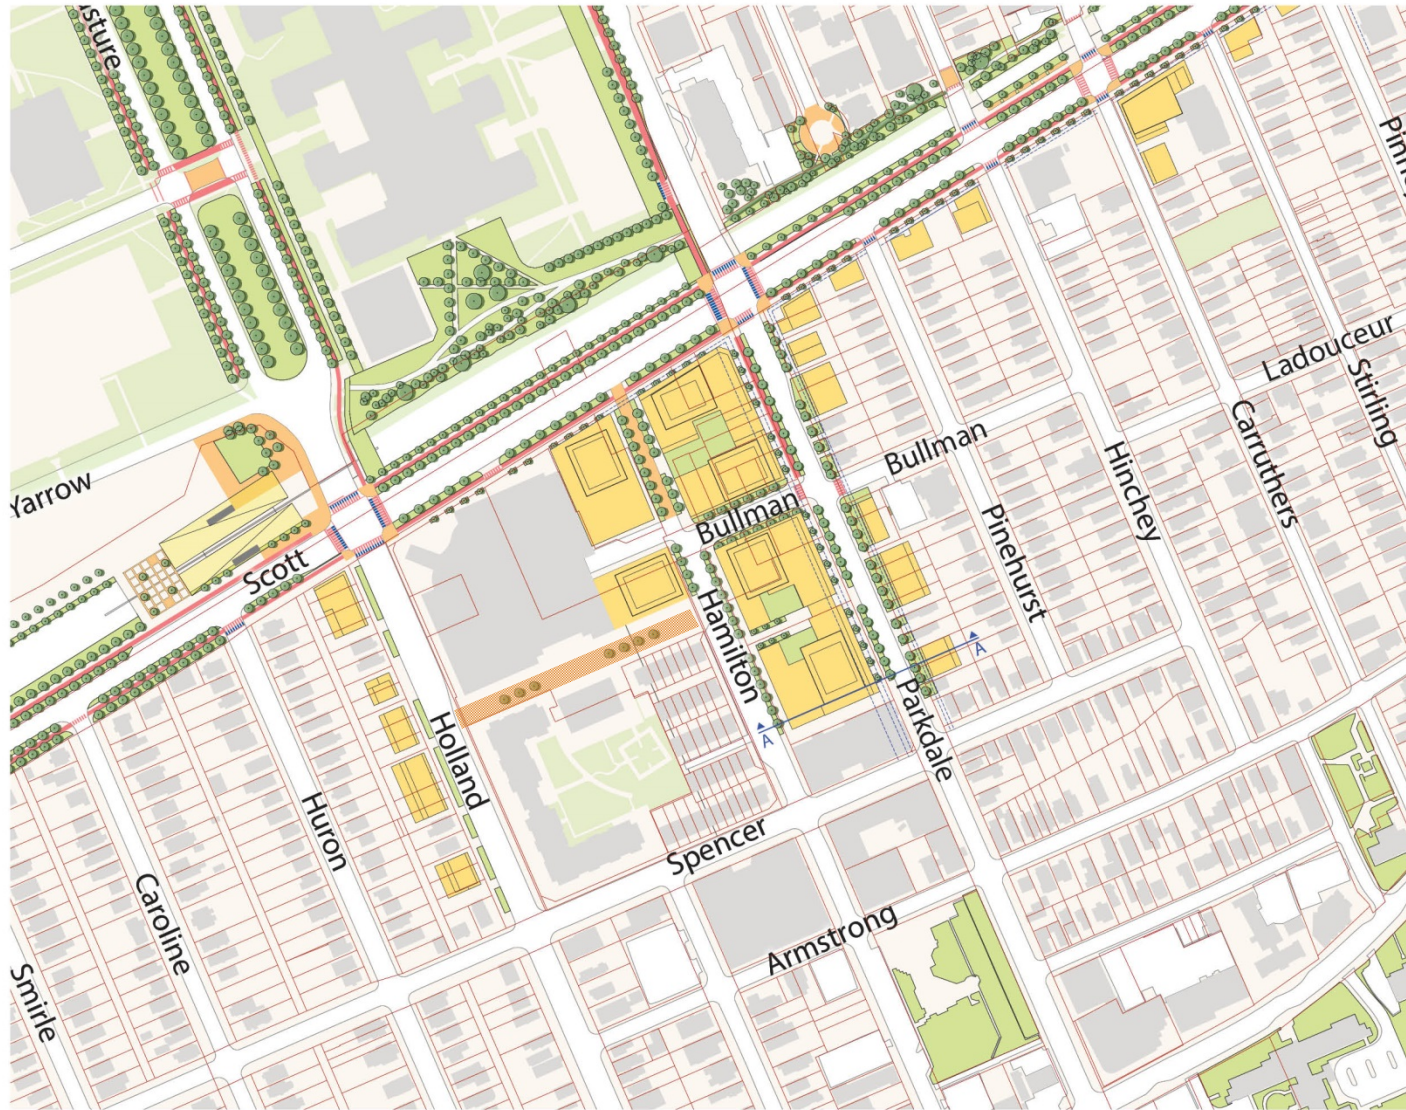 Ladouceur
Stirling
Carruthers
Bullman
Hinchey
Yarrow
Bullman
Pinehurst
Scott
Hamilton
A
A
Parkdale
Holland
Huron
Spencer
Caroline
Armstrong
Smirle